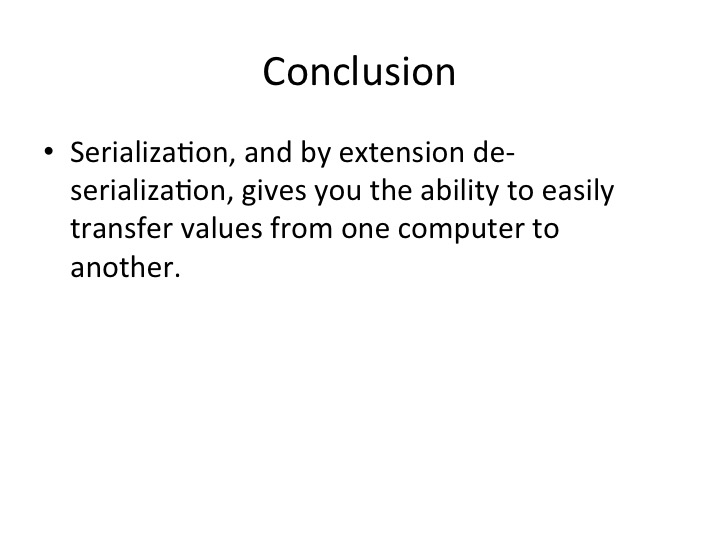 Conclusion
• Serialization, and by extension de-
serialization, gives you the ability to easily
transfer values from one computer to
another.